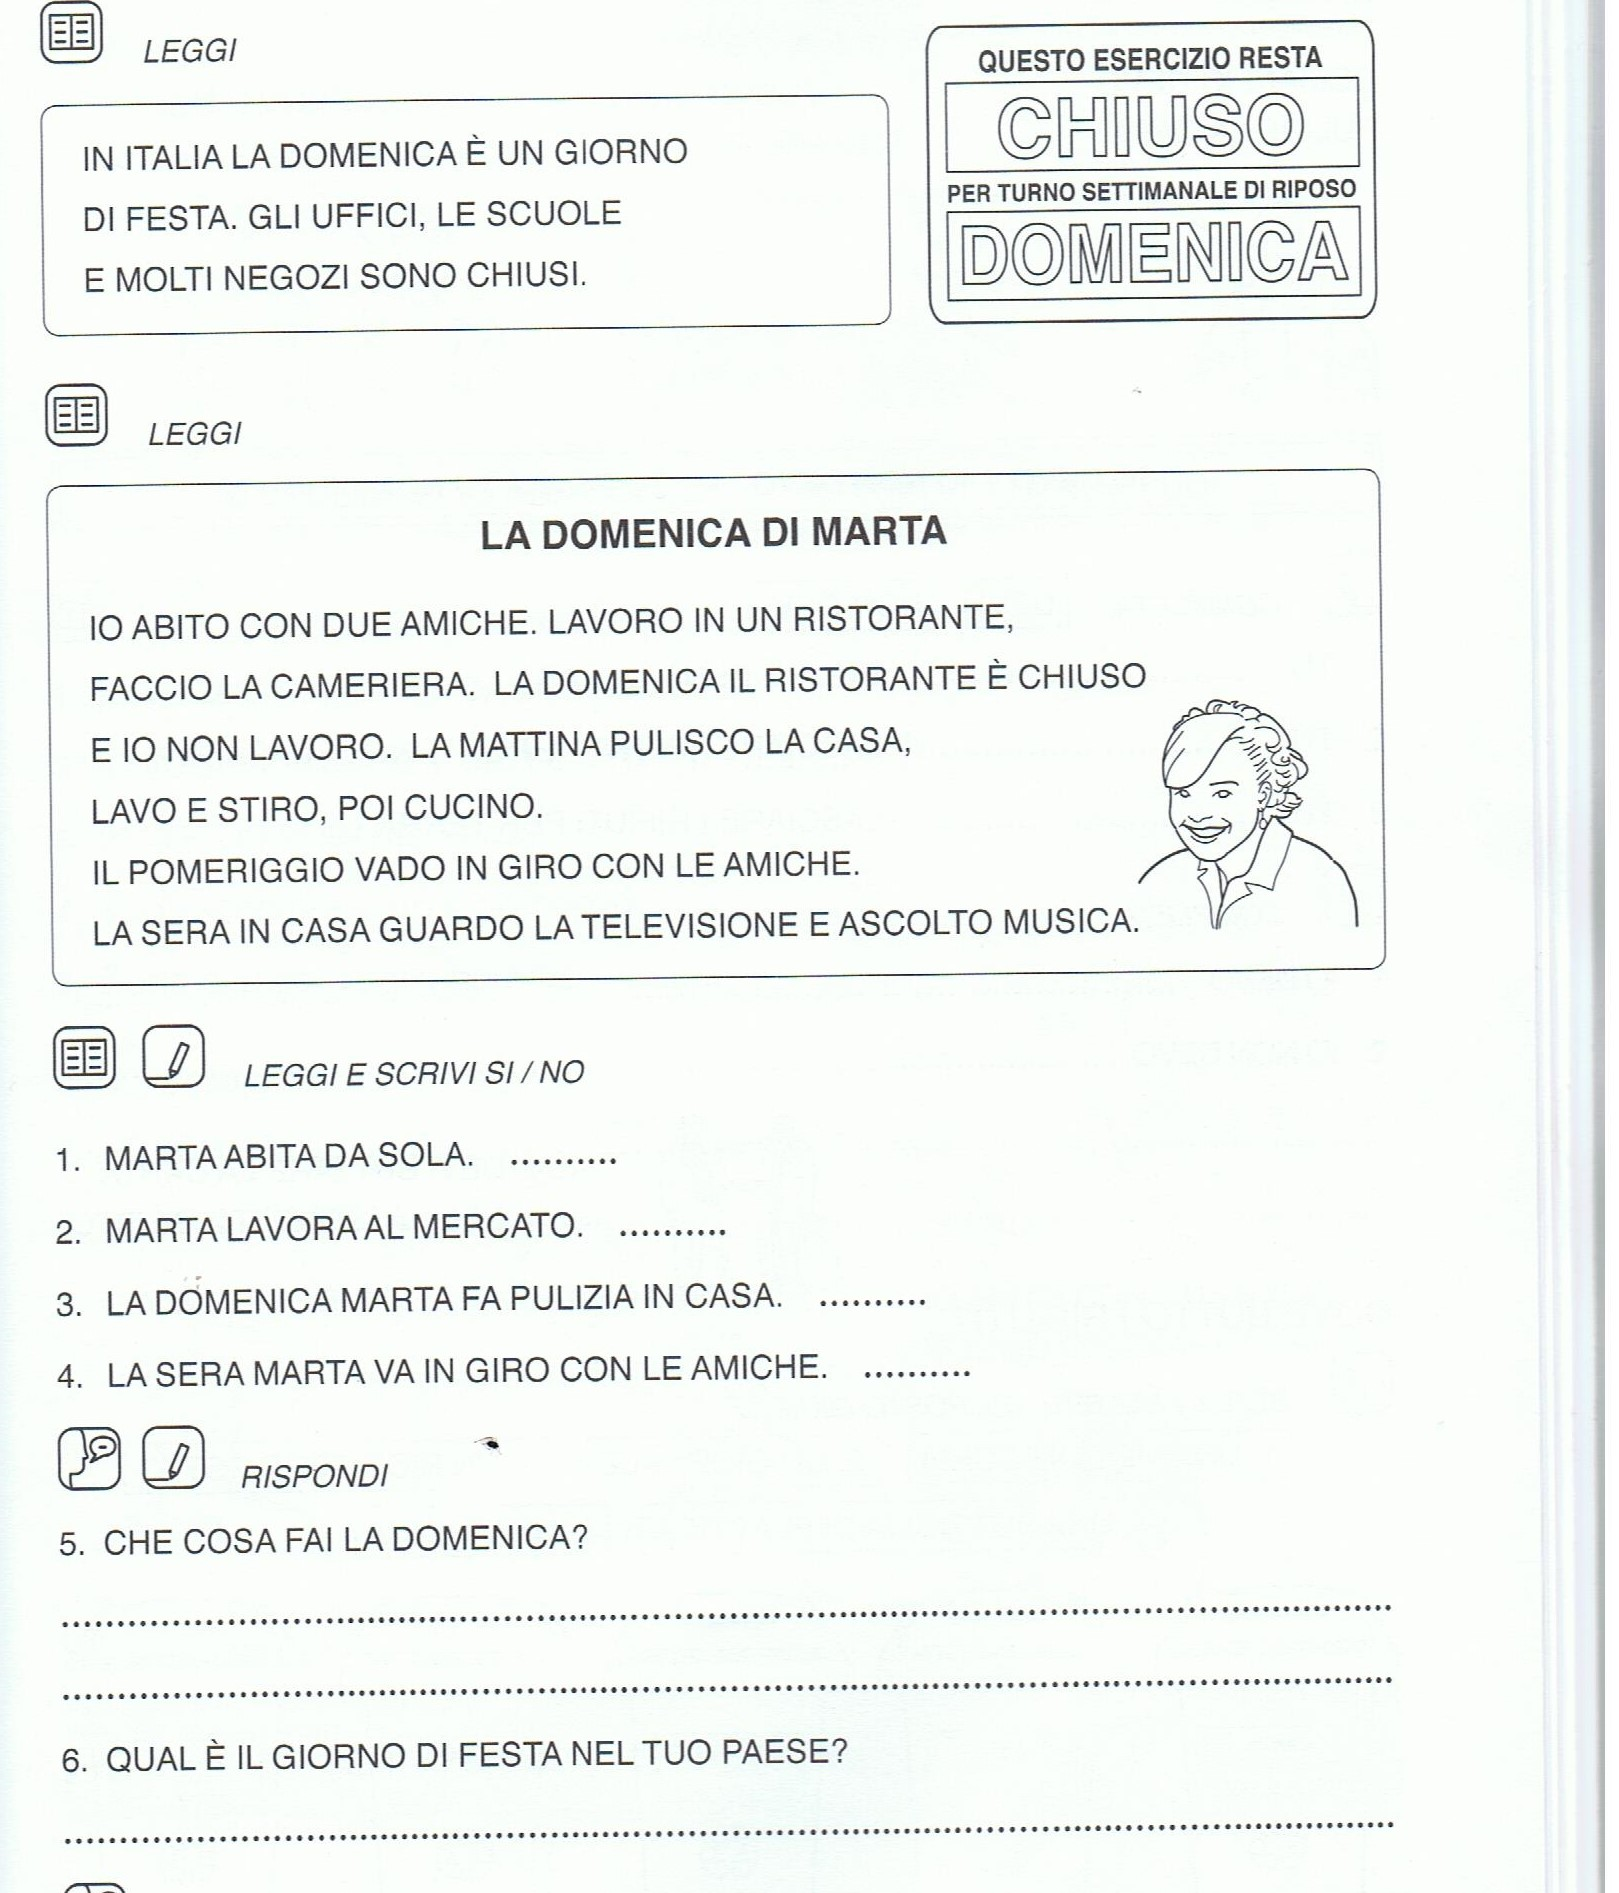 LEGGI
IN ITALIA LA DOMENICA È UN GIORNO
DI FESTA. GLI UFFICI, LE SCUOLE
E MOLTI NEGOZI SONO CHIUSI.
QUESTO ESERCIZIO RESTA
CHIUSO
PER TURNO SETTIMANALE DI RIPOSO
DOMENICA
LEGGI
LA DOMENICA DI MARTA
IO ABITO CON DUE AMICHE. LAVORO IN UN RISTORANTE,
FACCIO LA CAMERIERA. LA DOMENICA IL RISTORANTE È CHIUSO
E IO NON LAVORO. LA MATTINA PULISCO LA CASA,
LAVO E STIRO, POI CUCINO.
IL POMERIGGIO VADO IN GIRO CON LE AMICHE.
LA SERA IN CASA GUARDO LA TELEVISIONE E ASCOLTO MUSICA.
LEGGI E SCRIVI SI / NO
1. MARTA ABITA DA SOLA. ..........
2. MARTA LAVORA AL MERCATO. ..........
3. LA DOMENICA MARTA FA PULIZIA IN CASA. ..........
4. LA SERA MARTA VA IN GIRO CON LE AMICHE. ..........
RISPONDI
5. CHE COSA FAI LA DOMENICA?
6. QUAL È IL GIORNO DI FESTA NEL TUO PAESE?